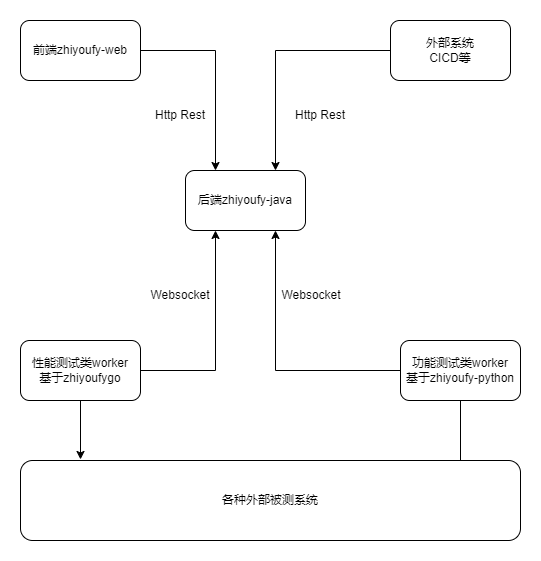 前端zhiyoufy-web
外部系统
CICD等
Http Rest
Http Rest
后端zhiyoufy-java
Websocket
Websocket
性能测试类worker
基于zhiyoufygo
功能测试类worker
基于zhiyoufy-python
各种外部被测系统